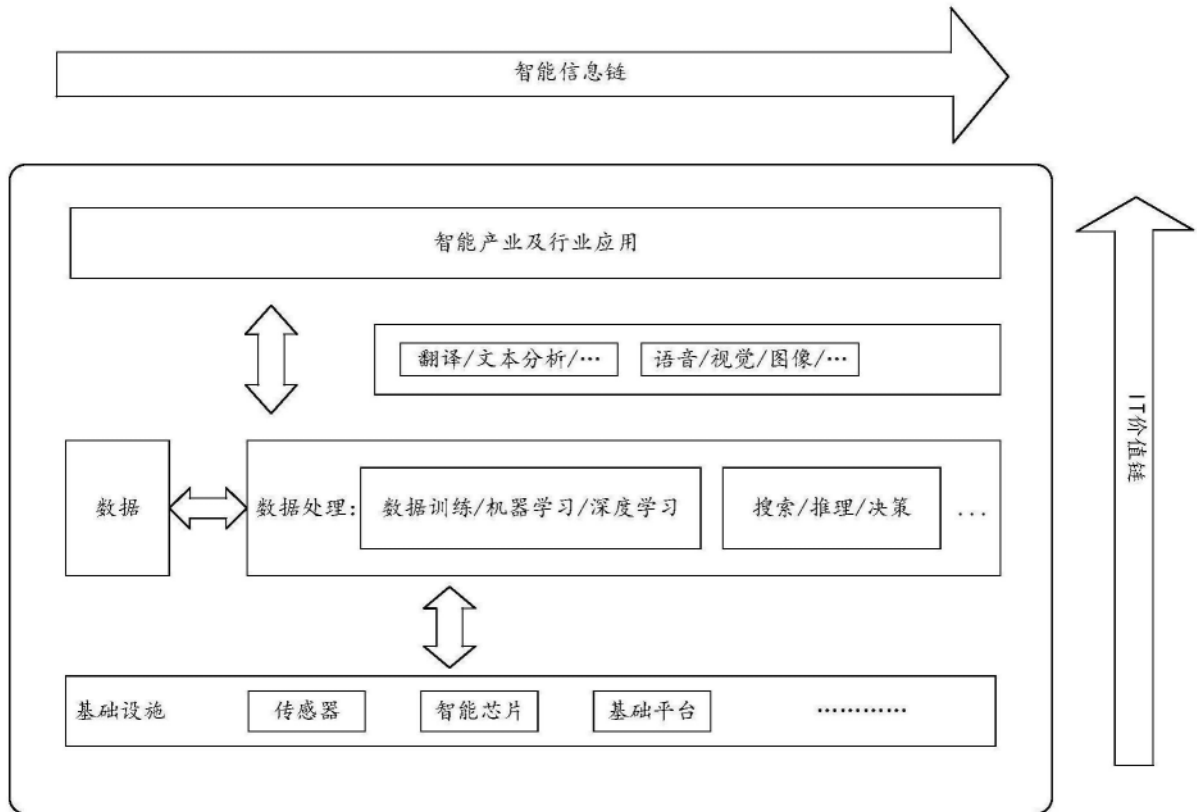 智能信息链
智能产业及行业应用
翻译/文本分析/…
语音/视觉/图像/…
IT价值链
数据
数据处理:
数据训练/机器学习/深度学习
搜索/推理/决策
...
基础设施
传感器
智能芯片
基础平台
…………